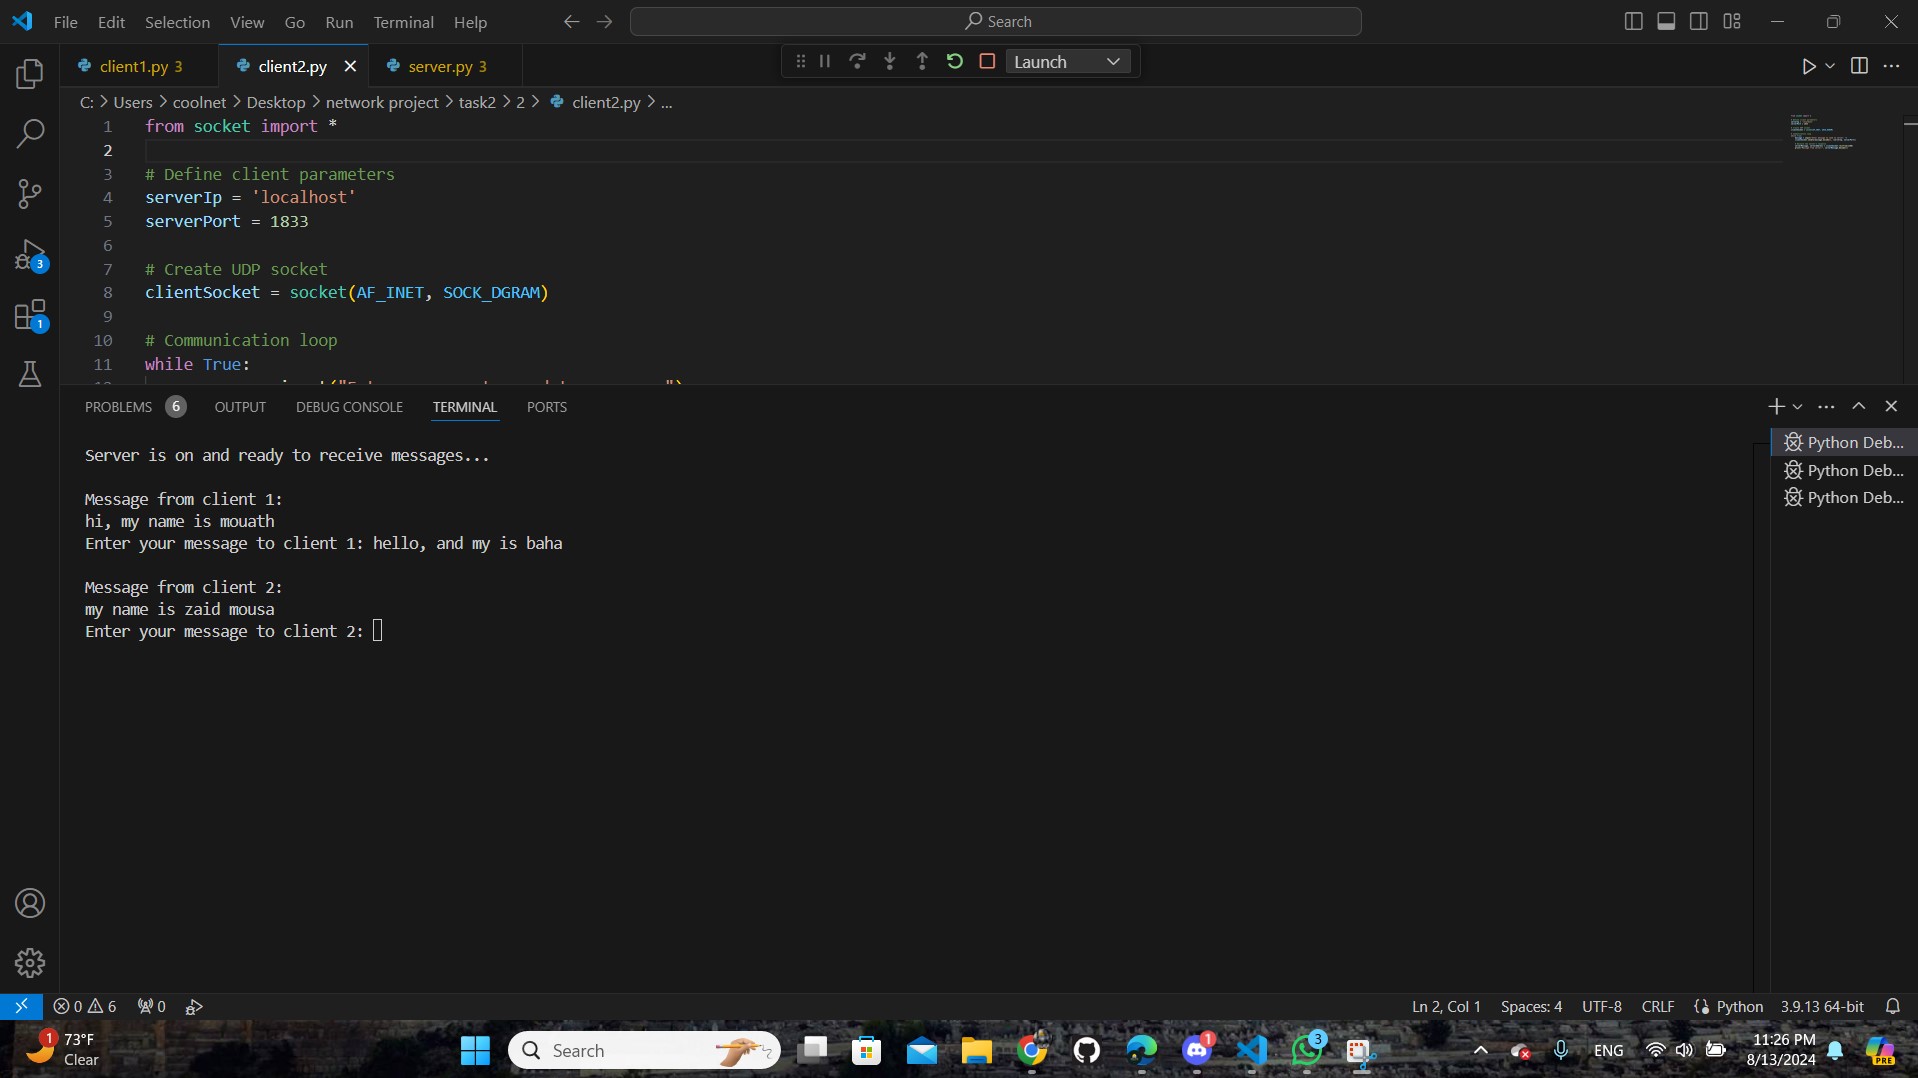 File Edit Selection View Go Run Terminal Help
Search
client1.py 3
client2.py
server.py 3
Launch
C: > Users > coolnet > Desktop > network project > task2 > 2 > client2.py > ...
1 from socket import *
2
3 # Define client parameters
4 serverIp = 'localhost'
5 serverPort = 1833
6
7 # Create UDP socket
8 clientSocket = socket(AF_INET, SOCK_DGRAM)
9
10 # Communication loop
11 while True:
3
1
PROBLEMS 6 OUTPUT DEBUG CONSOLE TERMINAL PORTS
Server is on and ready to receive messages...
Message from client 1:
hi, my name is mouath
Enter your message to client 1: hello, and my is baha
Message from client 2:
my name is zaid mousa
Enter your message to client 2:
Python Deb...
Python Deb...
Python Deb...
0 6 0
Ln 2, Col 1 Spaces: 4 UTF-8 CRLF {} Python 3.9.13 64-bit
1
73°F
Clear
Search
1
3
ENG
11:26 PM
8/13/2024
PRE